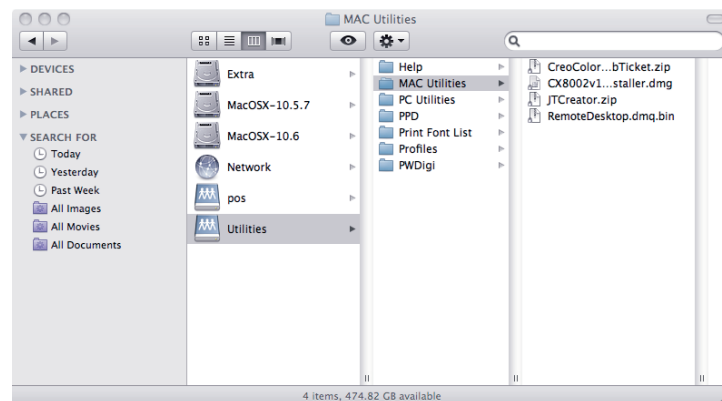 MAC Utilities
DEVICES
SHARED
PLACES
SEARCH FOR
Today
Yesterday
Past Week
All Images
All Movies
All Documents
Extra
MacOSX-10.5.7
MacOSX-10.6
Network
pos
Utilities
Help
MAC Utilities
PC Utilities
PPD
Print Font List
Profiles
PWDigi
CreoColor...bTicket.zip
CX8002v1...staller.dmg
JTCreator.zip
RemoteDesktop.dmq.bin
4 items, 474.82 GB available